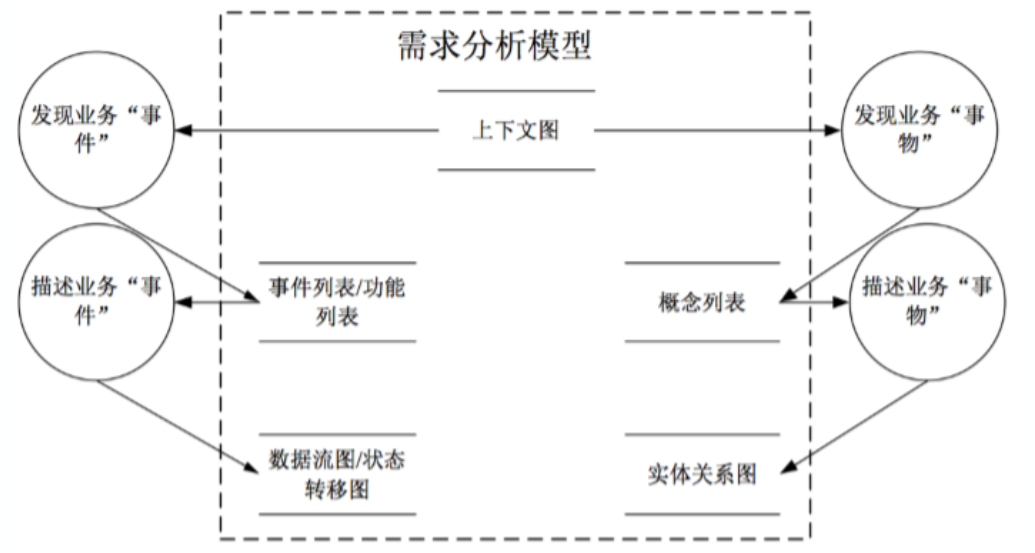 需求分析模型
发现业务“事
件”
上下文图
发现业务“事
物”
描述业务“事
件”
事件列表/功能
列表
概念列表
描述业务“事
物”
数据流图/状态
转移图
实体关系图